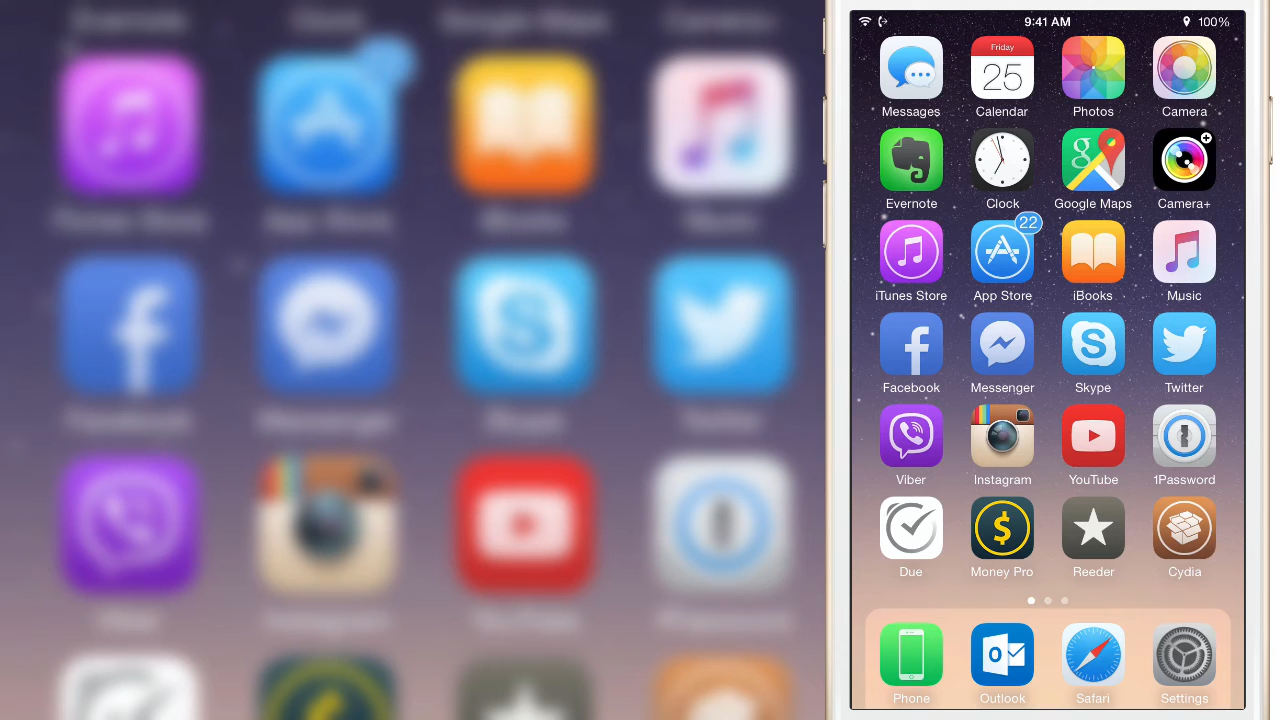 9:41 AM 100%
Friday
25
Messages Calendar Photos Camera
g
Evernote Clock Google Maps Camera+
22
iTunes Store App Store iBooks Music
Facebook Messenger Skype Twitter
Viber Instagram YouTube 1Password
$
Due Money Pro Reeder Cydia
Phone Outlook Safari Settings